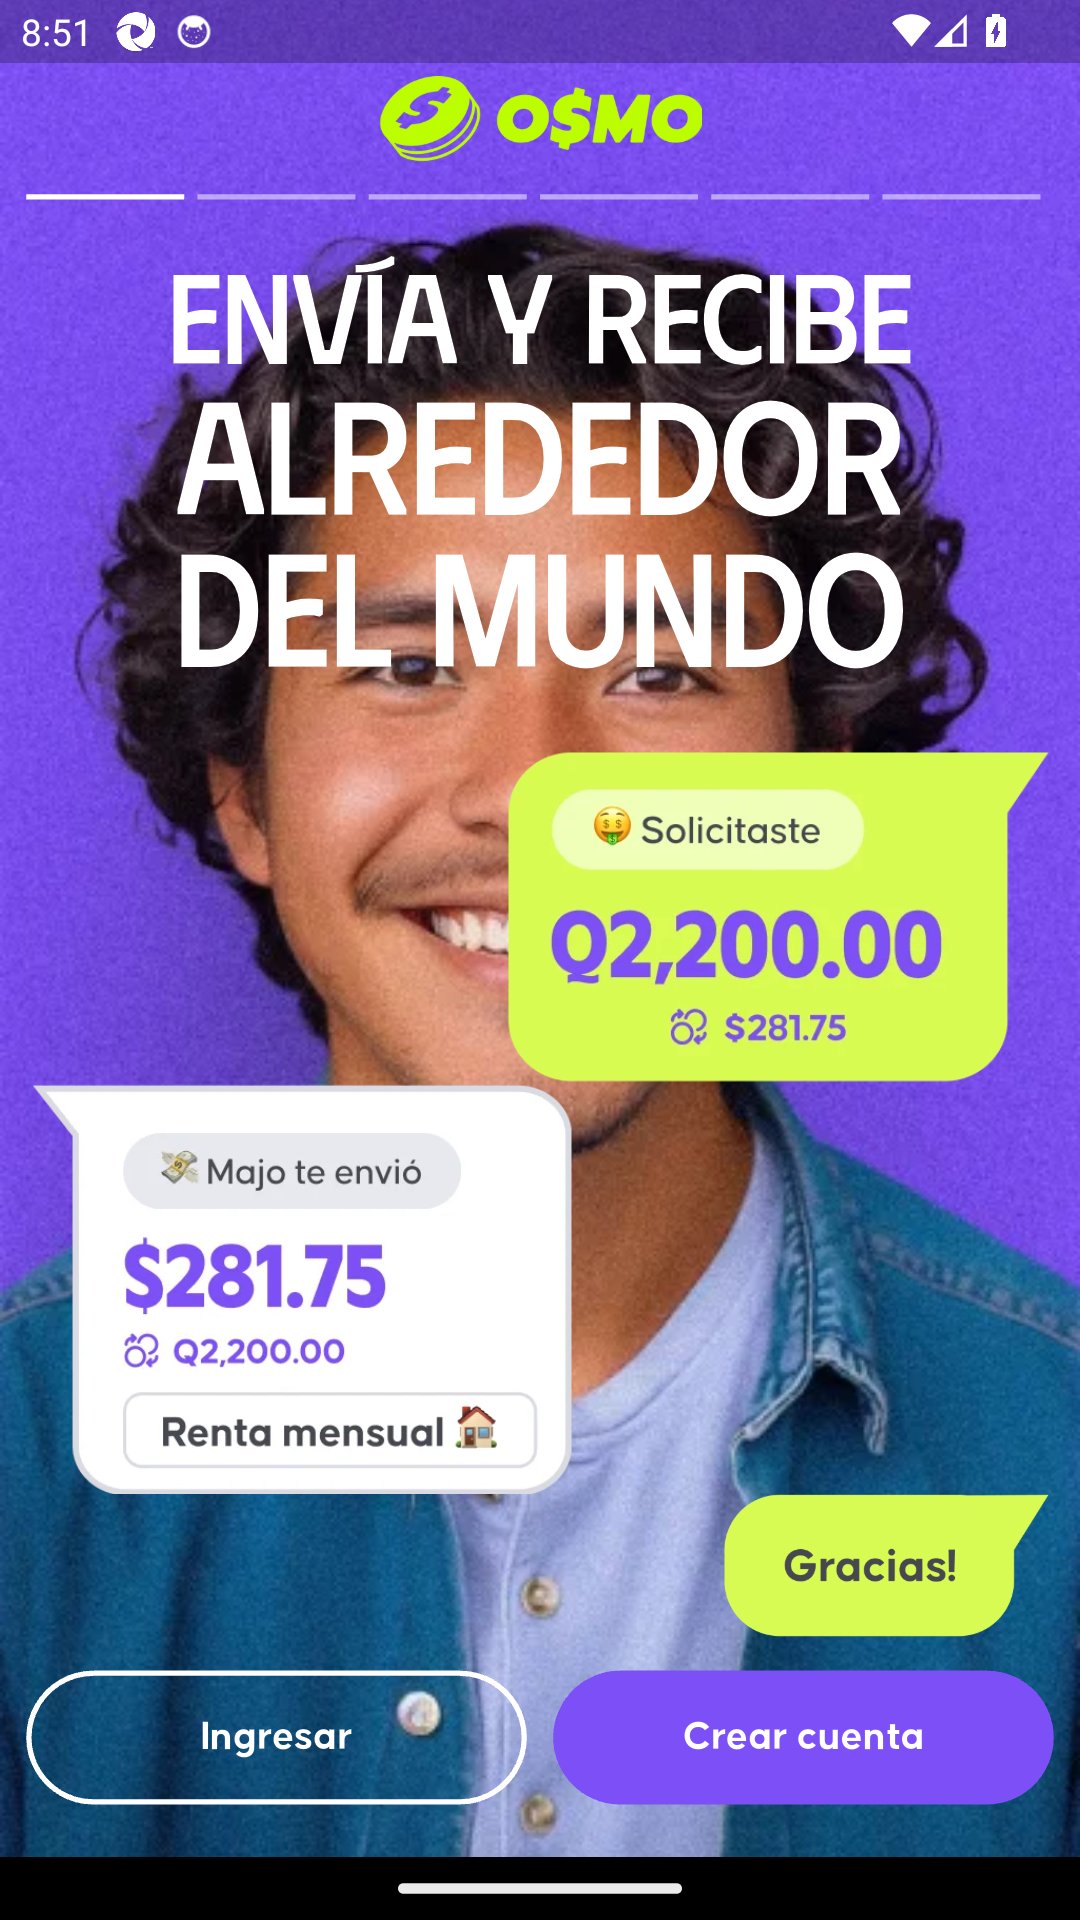 8:51
O$MO
ENVÍA Y RECIBE
ALREDEDOR
DEL MUNDO
Solicitaste
Q2,200.00
$281.75
Majo te envió
$281.75
Q2,200.00
Renta mensual
Gracias!
Ingresar
Crear cuenta